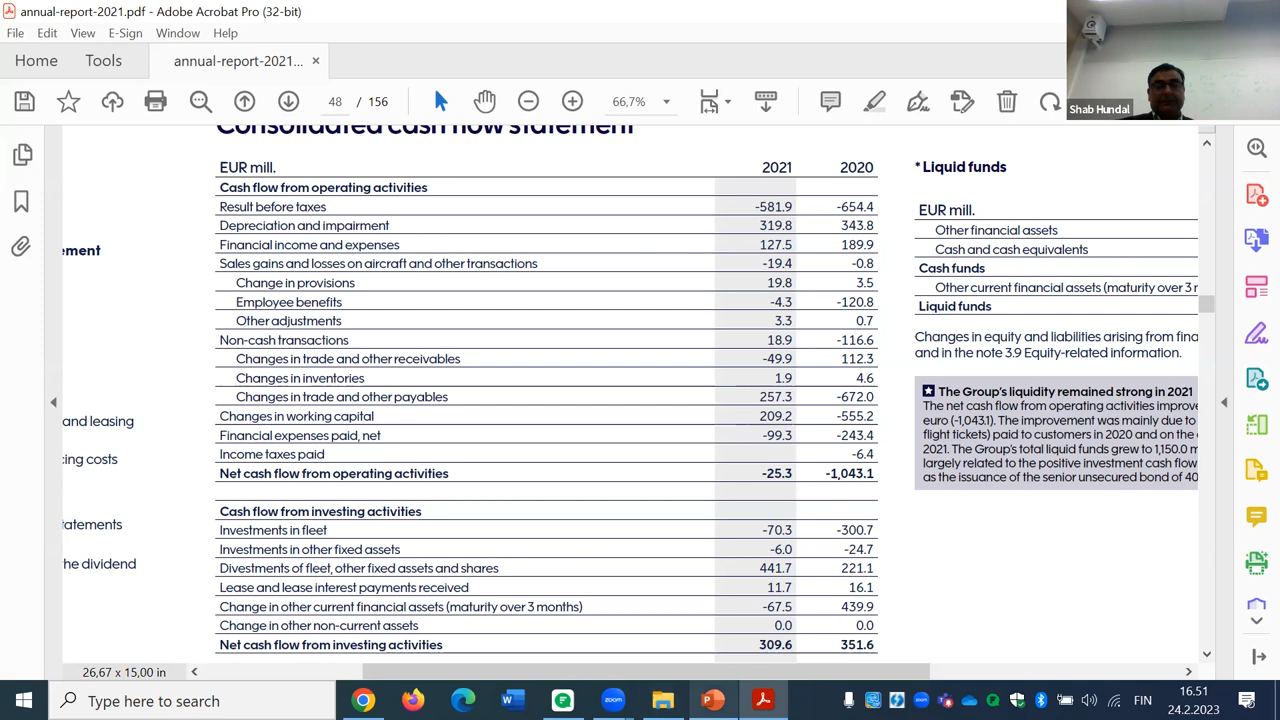 annual-report-2021.pdf - Adobe Acrobat Pro (32-bit)
File Edit View E-Sign Window Help
Home Tools annual-report-2021... ×
48 / 156 66,7%
Shab Hundal
Consolidated cash flow statement
EUR mill. 2021 2020
Cash flow from operating activities
Result before taxes -581.9 -654.4
Depreciation and impairment 319.8 343.8
Financial income and expenses 127.5 189.9
Sales gains and losses on aircraft and other transactions -19.4 -0.8
Change in provisions 19.8 3.5
Employee benefits -4.3 -120.8
Other adjustments 3.3 0.7
Non-cash transactions 18.9 -116.6
Changes in trade and other receivables -49.9 112.3
Changes in inventories 1.9 4.6
Changes in trade and other payables 257.3 -672.0
Changes in working capital 209.2 -555.2
Financial expenses paid, net -99.3 -243.4
Income taxes paid -6.4
Net cash flow from operating activities -25.3 -1,043.1
Cash flow from investing activities
Investments in fleet -70.3 -300.7
Investments in other fixed assets -6.0 -24.7
Divestments of fleet, other fixed assets and shares 441.7 221.1
Lease and lease interest payments received 11.7 16.1
Change in other current financial assets (maturity over 3 months) -67.5 439.9
Change in other non-current assets 0.0 0.0
Net cash flow from investing activities 309.6 351.6
ement
and leasing
cing costs
tatements
he dividend
* Liquid funds
EUR mill.
Other financial assets
Cash and cash equivalents
Cash funds
Other current financial assets (maturity over 3 r
Liquid funds
Changes in equity and liabilities arising from fina
and in the note 3.9 Equity-related information.
The Group's liquidity remained strong in 2021
The net cash flow from operating activities improve
euro (-1,043.1). The improvement was mainly due to
flight tickets) paid to customers in 2020 and on the
2021. The Group's total liquid funds grew to 1,150.0 m
largely related to the positive investment cash flow
as the issuance of the senior unsecured bond of 40
26,67 x 15,00 in
Type here to search
zoom
FIN
16.51
24.2.2023